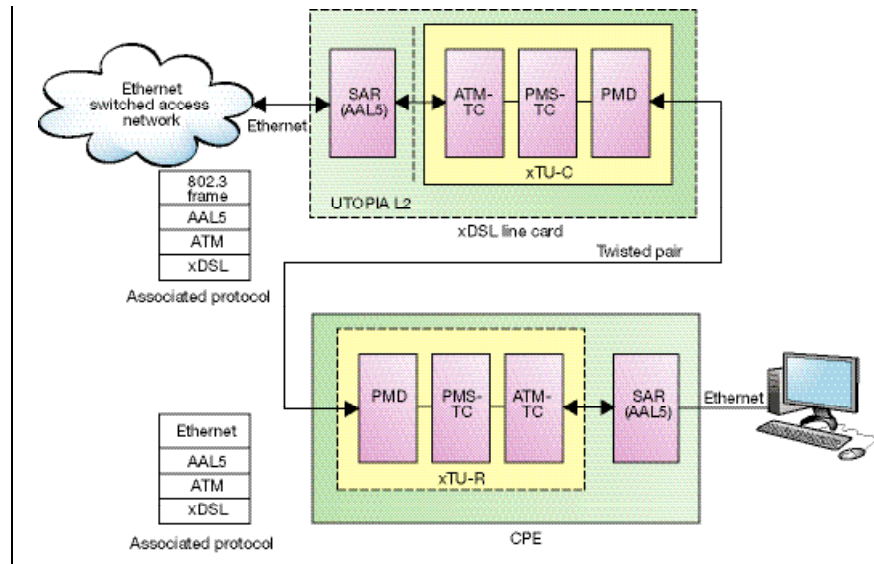 Ethernet
switched access
network
Ethernet
SAR
(AAL5)
ATM-
TC
PMS-
TC
PMD
xTU-C
UTOPIA L2
xDSL line card
Twisted pair
802.3
frame
AAL5
ATM
xDSL
Associated protocol
PMD
PMS-
TC
ATM-
TC
SAR
(AAL5)
Ethernet
xTU-R
CPE
Ethernet
AAL5
ATM
xDSL
Associated protocol